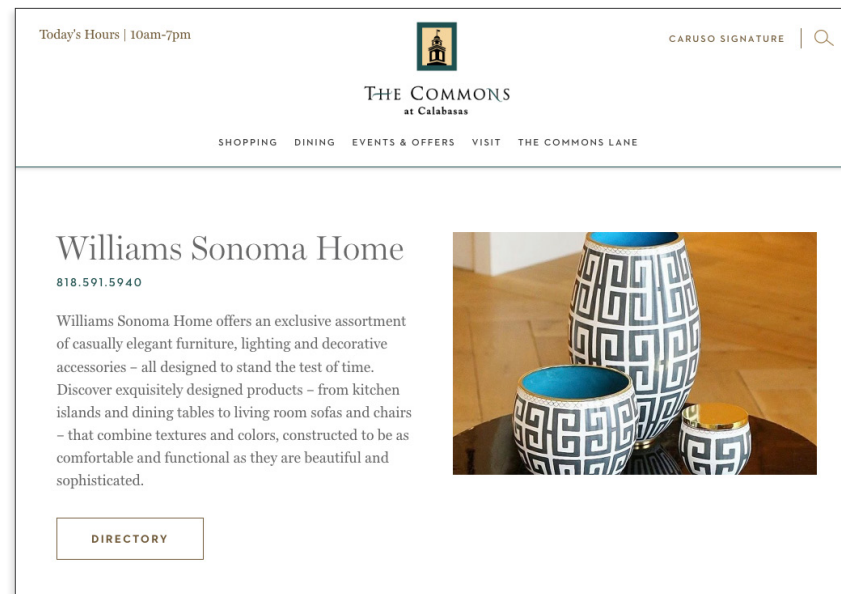 Today's Hours | 10am-7pm
CARUSO SIGNATURE
THE COMMONS
at Calabasas
SHOPPING DINING EVENTS & OFFERS VISIT THE COMMONS LANE
Williams Sonoma Home
818.591.5940
Williams Sonoma Home offers an exclusive assortment
of casually elegant furniture, lighting and decorative
accessories – all designed to stand the test of time.
Discover exquisitely designed products – from kitchen
islands and dining tables to living room sofas and chairs
– that combine textures and colors, constructed to be as
comfortable and functional as they are beautiful and
sophisticated.
DIRECTORY